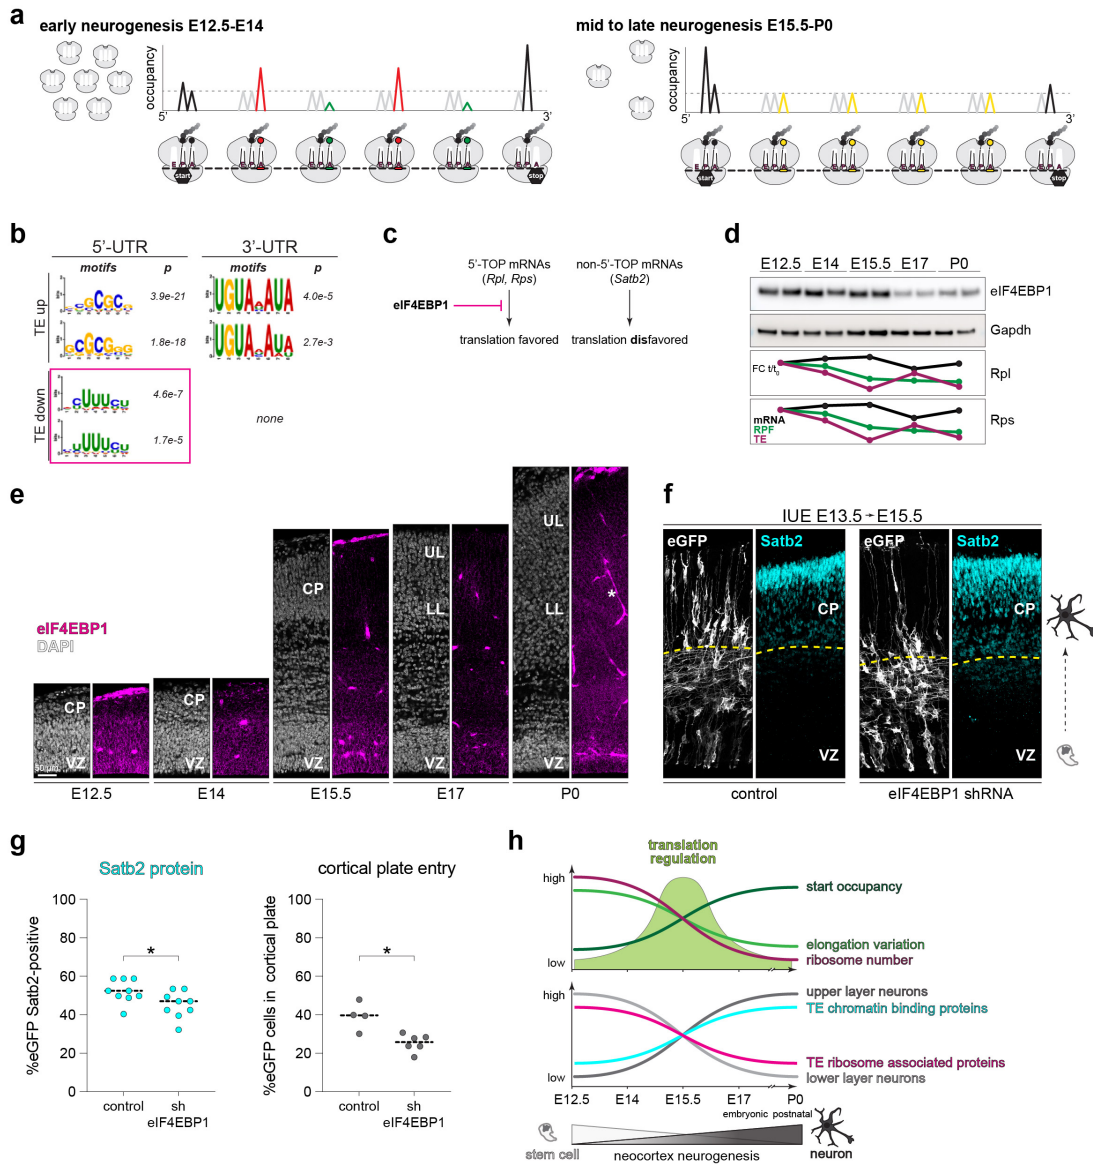 a
early neurogenesis E12.5-E14
mid to late neurogenesis E15.5-P0
occupancy
5'
3'
occupancy
5'
3'
E P A
start
E P A
E P A
E P A
E P A
E P A
stop
E P A
start
E P A
E P A
E P A
E P A
E P A
stop
b
5'-UTR
3'-UTR
motifs
p
motifs
p
TE up
3.9e-21
UGUA AUA
4.0e-5
1.8e-18
UGUA AUA
2.7e-3
TE down
CUUUCU
4.6e-7
none
UUUCU
1.7e-5
c
5'-TOP mRNAs
(Rpl, Rps)
non-5'-TOP mRNAs
(Satb2)
eIF4EBP1
translation favored
translation disfavored
d
E12.5 E14 E15.5 E17 P0
eIF4EBP1
Gapdh
FC t/t0
Rpl
mRNA
RPF
TE
Rps
e
eIF4EBP1
DAPI
CP
VZ
50 µm
CP
VZ
CP
VZ
UL
LL
VZ
UL
LL
VZ
*
E12.5
E14
E15.5
E17
P0
f
IUE E13.5→E15.5
eGFP
Satb2
CP
VZ
eGFP
Satb2
CP
VZ
control
eIF4EBP1 shRNA
g
Satb2 protein
%eGFP Satb2-positive
100
80
60
40
20
0
*
control
sh
eIF4EBP1
cortical plate entry
%eGFP cells in cortical plate
100
80
60
40
20
0
*
control
sh
eIF4EBP1
h
translation
regulation
high
low
start occupancy
elongation variation
ribosome number
high
low
upper layer neurons
TE chromatin binding proteins
TE ribosome associated proteins
lower layer neurons
E12.5 E14 E15.5 E17 P0
embryonic postnatal
stem cell
neocortex neurogenesis
neuron